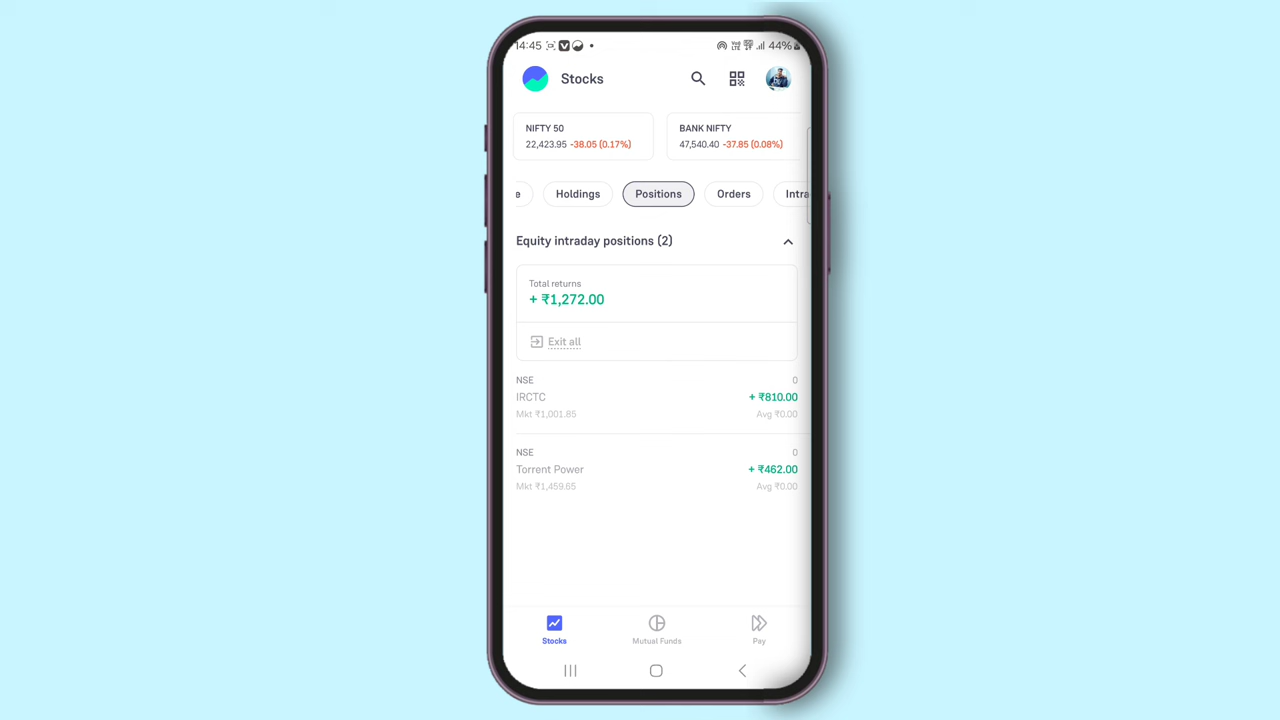 14:45
44%
Stocks
NIFTY 50
22,423.95 -38.05 (0.17%)
BANK NIFTY
47,540.40 -37.85 (0.08%)
e Holdings Positions Orders Intra
Equity intraday positions (2)
Total returns
+ ₹1,272.00
Exit all
NSE 0
IRCTC + ₹810.00
Mkt ₹1,001.85 Avg ₹0.00
NSE 0
Torrent Power + ₹462.00
Mkt ₹1,459.65 Avg ₹0.00
Stocks Mutual Funds Pay